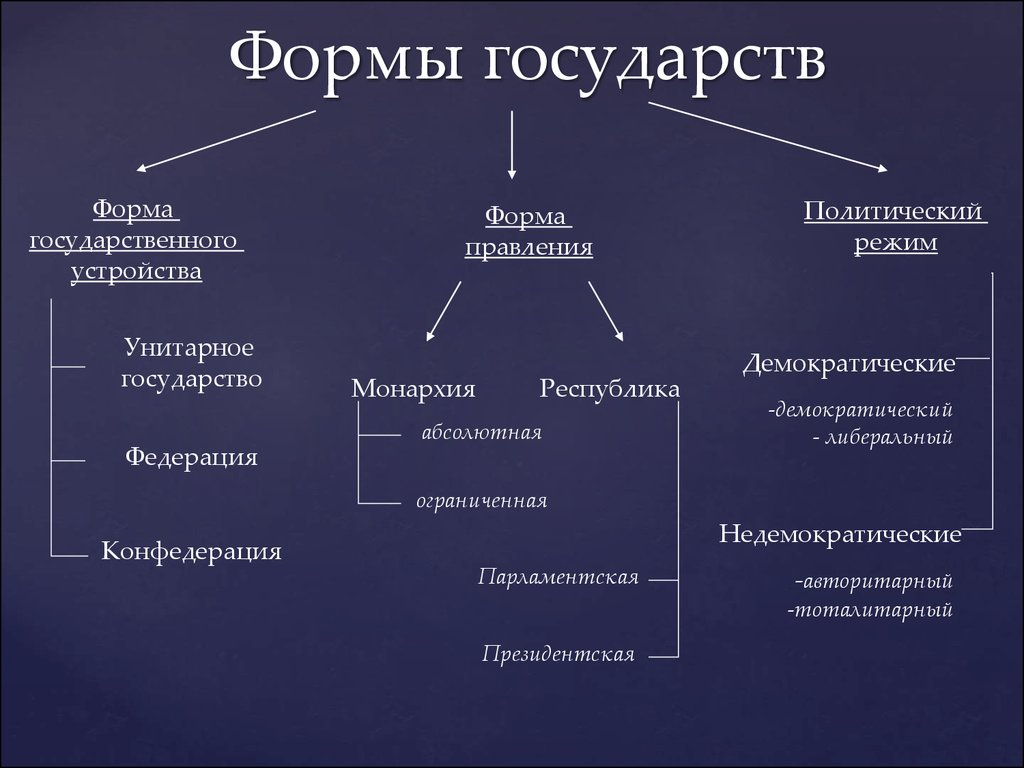 Формы государств
Форма
государственного
устройства
Унитарное
государство
Федерация
Конфедерация
Форма
правления
Монархия
абсолютная
ограниченная
Республика
Парламентская
Президентская
Политический
режим
Демократические
-демократический
- либеральный
Недемократические
-авторитарный
-тоталитарный